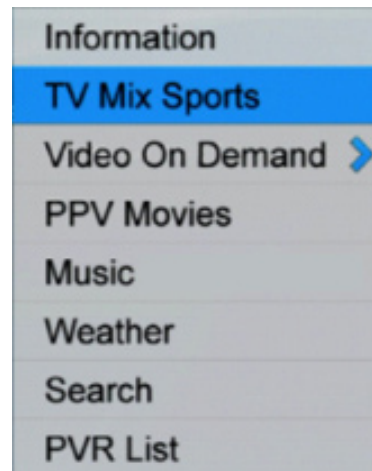 Information
TV Mix Sports
Video On Demand
PPV Movies
Music
Weather
Search
PVR List